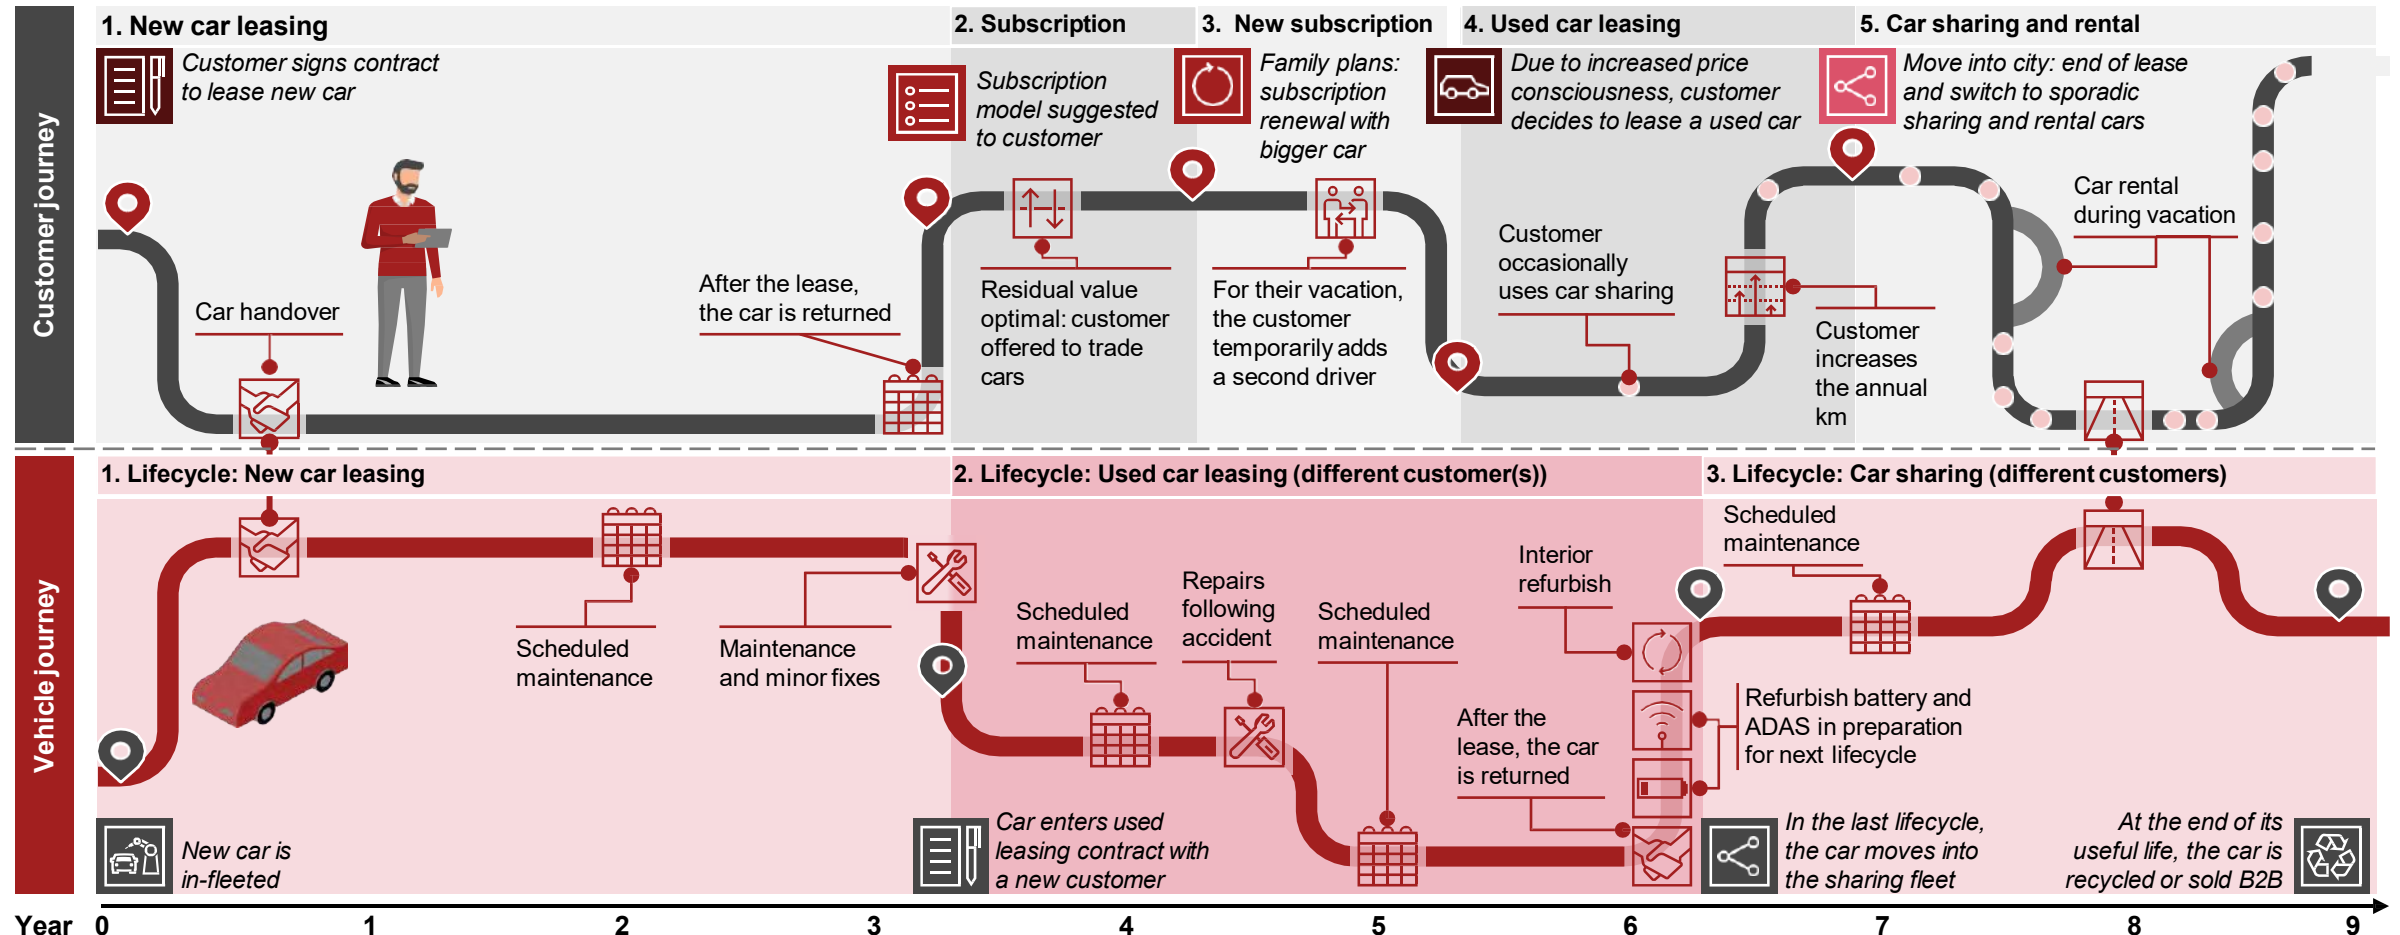 Customer journey
1. New car leasing
Customer signs contract
to lease new car
Car handover
After the lease,
the car is returned
2. Subscription
Subscription
model suggested
to customer
Residual value
optimal: customer
offered to trade
cars
3. New subscription
Family plans:
subscription
renewal with
bigger car
For their vacation,
the customer
temporarily adds
a second driver
4. Used car leasing
Due to increased price
consciousness, customer
decides to lease a used car
Customer
occasionally
uses car sharing
Customer
increases
the annual
km
5. Car sharing and rental
Move into city: end of lease
and switch to sporadic
sharing and rental cars
Car rental
during vacation
Vehicle journey
1. Lifecycle: New car leasing
Scheduled
maintenance
Maintenance
and minor fixes
New car is
in-fleeted
2. Lifecycle: Used car leasing (different customer(s))
Scheduled
maintenance
Repairs
following
accident
Scheduled
maintenance
Interior
refurbish
After the
lease, the car
is returned
Car enters used
leasing contract with
a new customer
3. Lifecycle: Car sharing (different customers)
Scheduled
maintenance
Refurbish battery and
ADAS in preparation
for next lifecycle
In the last lifecycle,
the car moves into
the sharing fleet
At the end of its
useful life, the car is
recycled or sold B2B
Year 0 1 2 3 4 5 6 7 8 9